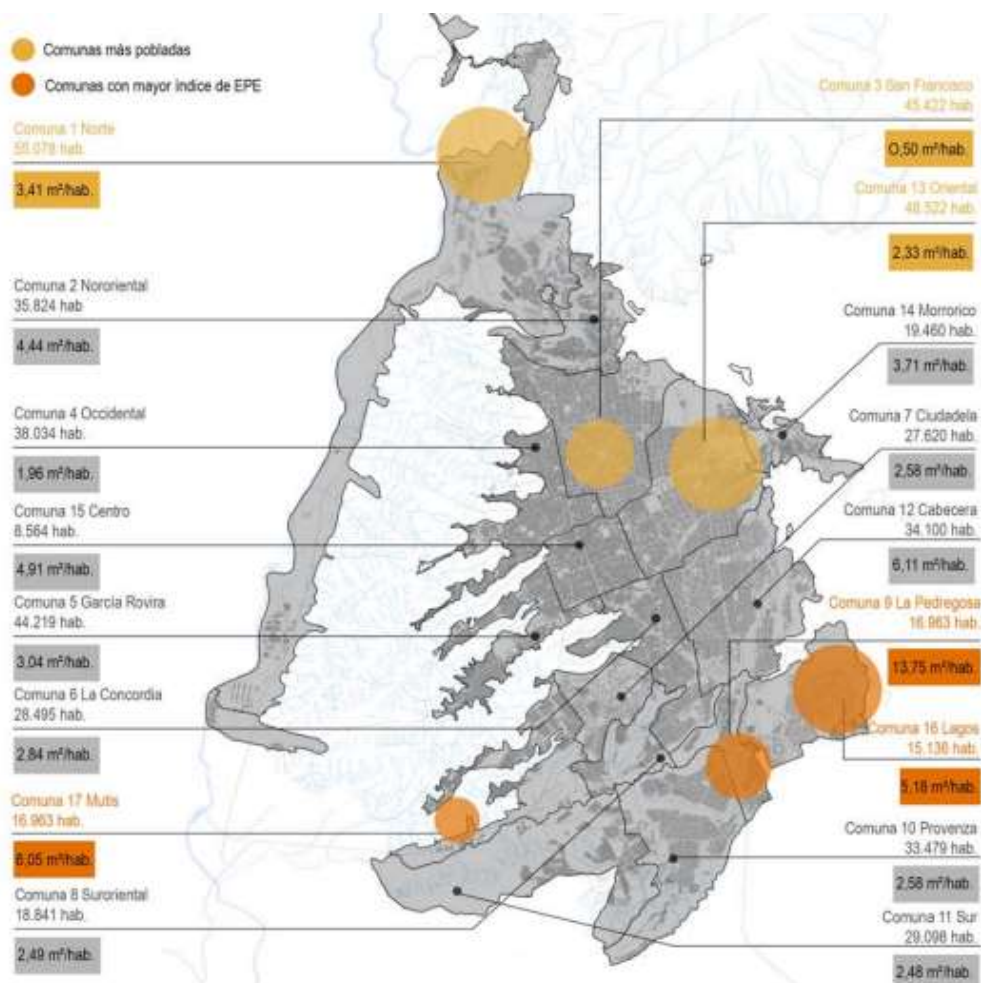 Comunas más pobladas
Comunas con mayor índice de EPE
Comuna 1 Norte
55.078 hab.
3,41 m²/hab.
Comuna 2 Nororiental
35.824 hab
4,44 m²/hab.
Comuna 4 Occidental
38.034 hab
1,96 m²/hab.
Comuna 15 Centro
8.564 hab.
4,91 m²/hab.
Comuna 5 García Rovira
44.219 hab.
3,04 m²/hab.
Comuna 6 La Concordia
28.495 hab.
2,84 m²/hab.
Comuna 17 Mutis
16.963 hab.
6,05 m²/hab.
Comuna 8 Suroriental
18.841 hab.
2,49 m²/hab.
Comuna 3 San Francisco
45.422 hab
O,50 m²/hab.
Comuna 13 Oriental
48.522 hab.
2,33 m²/hab.
Comuna 14 Morrorico
19.460 hab.
3,71 m²/hab.
Comuna 7 Ciudadela
27.620 hab.
2,58 m²/hab.
Comuna 12 Cabecera
34.100 hab.
6,11 m²/hab.
Comuna 9 La Pedregosa
16.963 hab.
13,75 m²/hab.
Comuna 16 Lagos
15.136 hab.
5,18 m²/hab.
Comuna 10 Provenza
33.479 hab.
2,58 m²/hab.
Comuna 11 Sur
29.098 hab.
2,48 m²/hab.